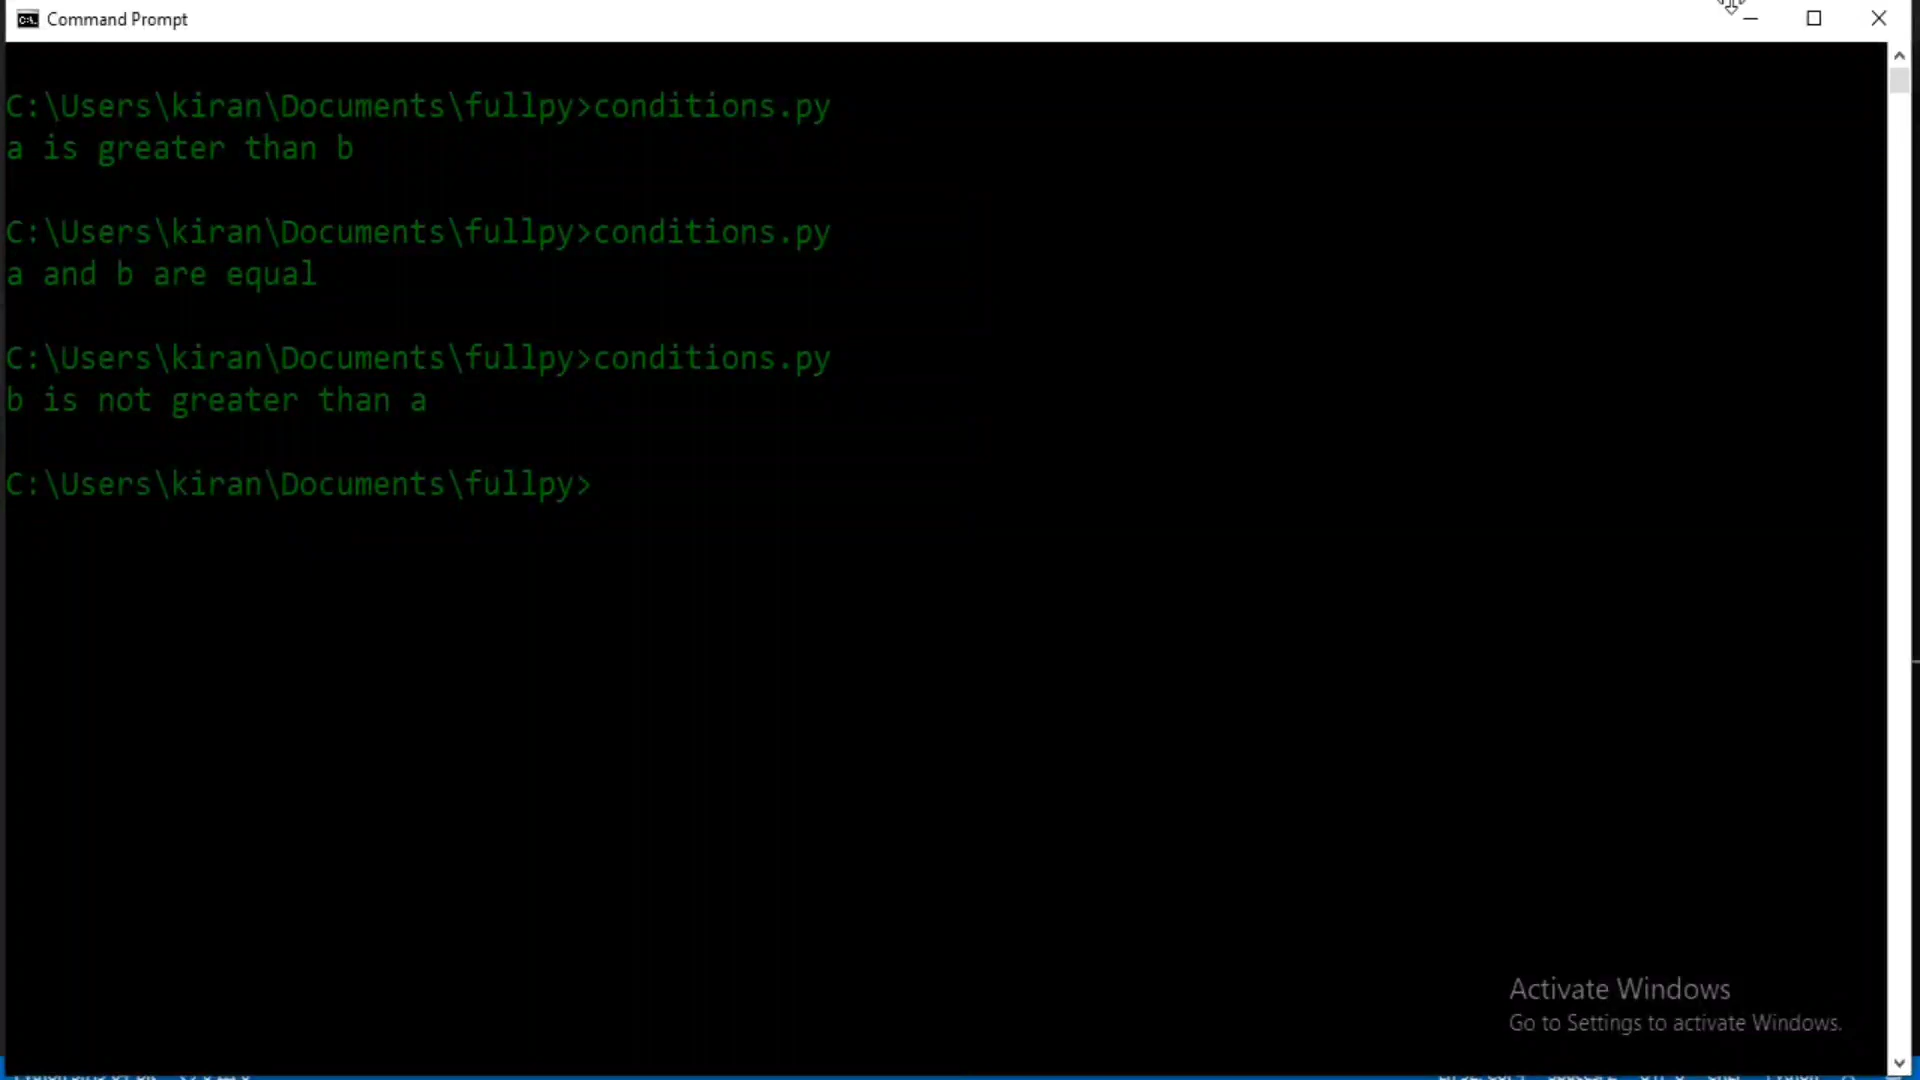 Command Prompt
C:\Users\kiran\Documents\fullpy>conditions.py
a is greater than b
C:\Users\kiran\Documents\fullpy>conditions.py
a and b are equal
C:\Users\kiran\Documents\fullpy>conditions.py
b is not greater than a
C:\Users\kiran\Documents\fullpy>
Activate Windows
Go to Settings to activate Windows.